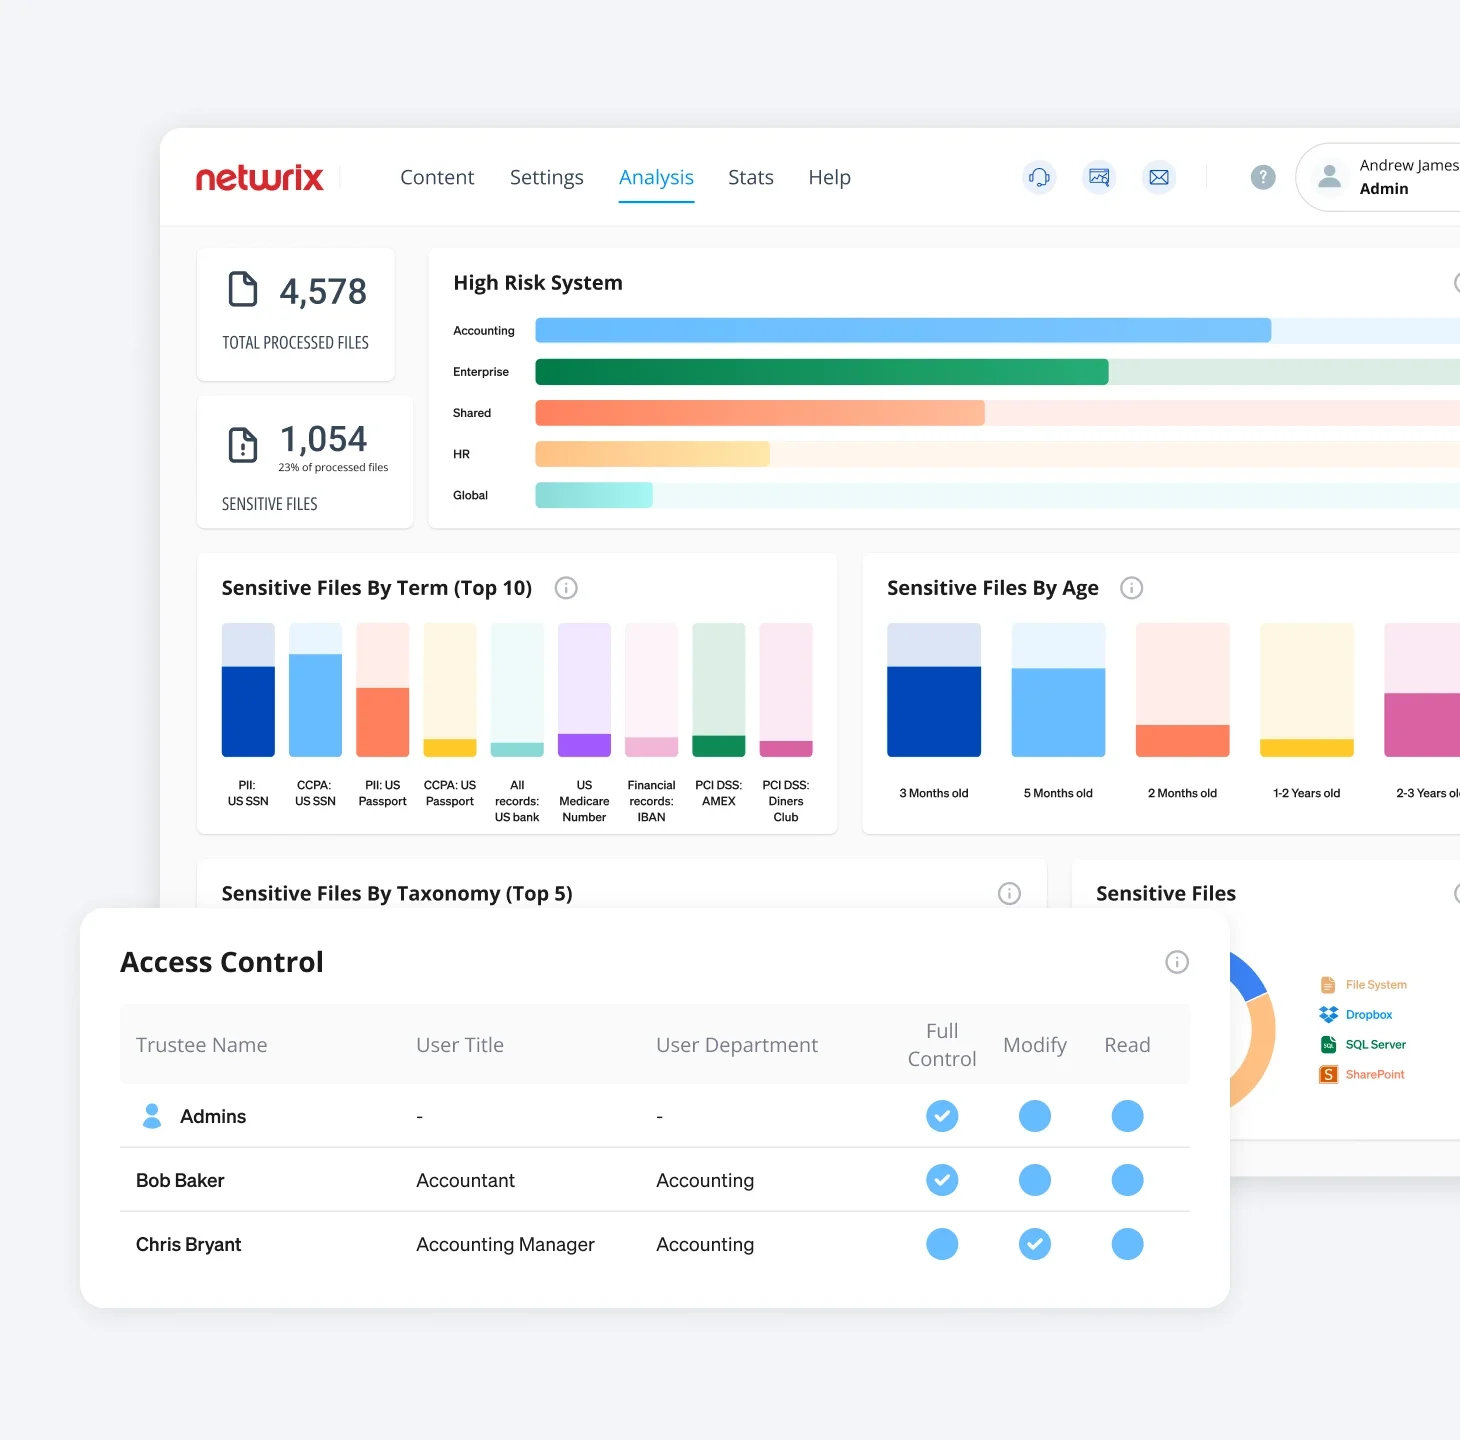 netwrix
Content Settings Analysis Stats Help
?
Andrew James
Admin
4,578
TOTAL PROCESSED FILES
1,054
23% of processed files
SENSITIVE FILES
High Risk System
Accounting
Enterprise
Shared
HR
Global
Sensitive Files By Term (Top 10)
PII:
US SSN
CCPA:
US SSN
PII: US
Passport
CCPA: US
Passport
All
records:
US bank
US
Medicare
Number
Financial
records:
IBAN
PCI DSS:
AMEX
PCI DSS:
Diners
Club
Sensitive Files By Age
3 Months old
5 Months old
2 Months old
1-2 Years old
2-3 Years ol
Sensitive Files By Taxonomy (Top 5)
Sensitive Files
File System
Dropbox
SQL
SQL Server
S
SharePoint
Access Control
Trustee Name User Title User Department Full Control Modify Read
Admins - -
Bob Baker Accountant Accounting
Chris Bryant Accounting Manager Accounting